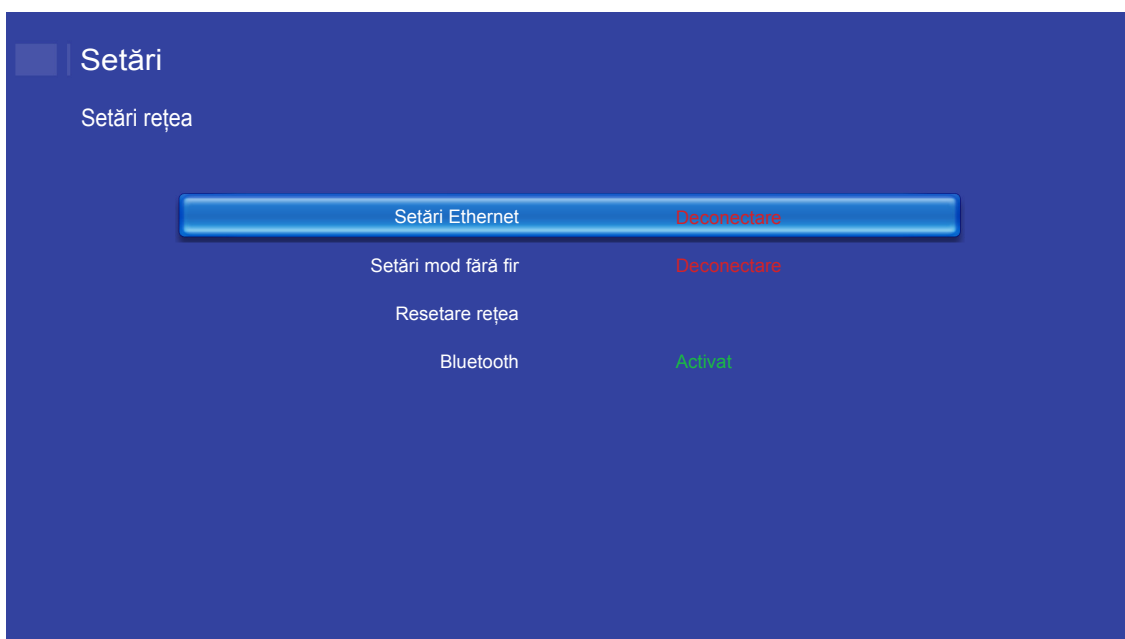 Setări
Setări rețea
Setări Ethernet Deconectare
Setări mod fără fir Deconectare
Resetare rețea
Bluetooth Activat